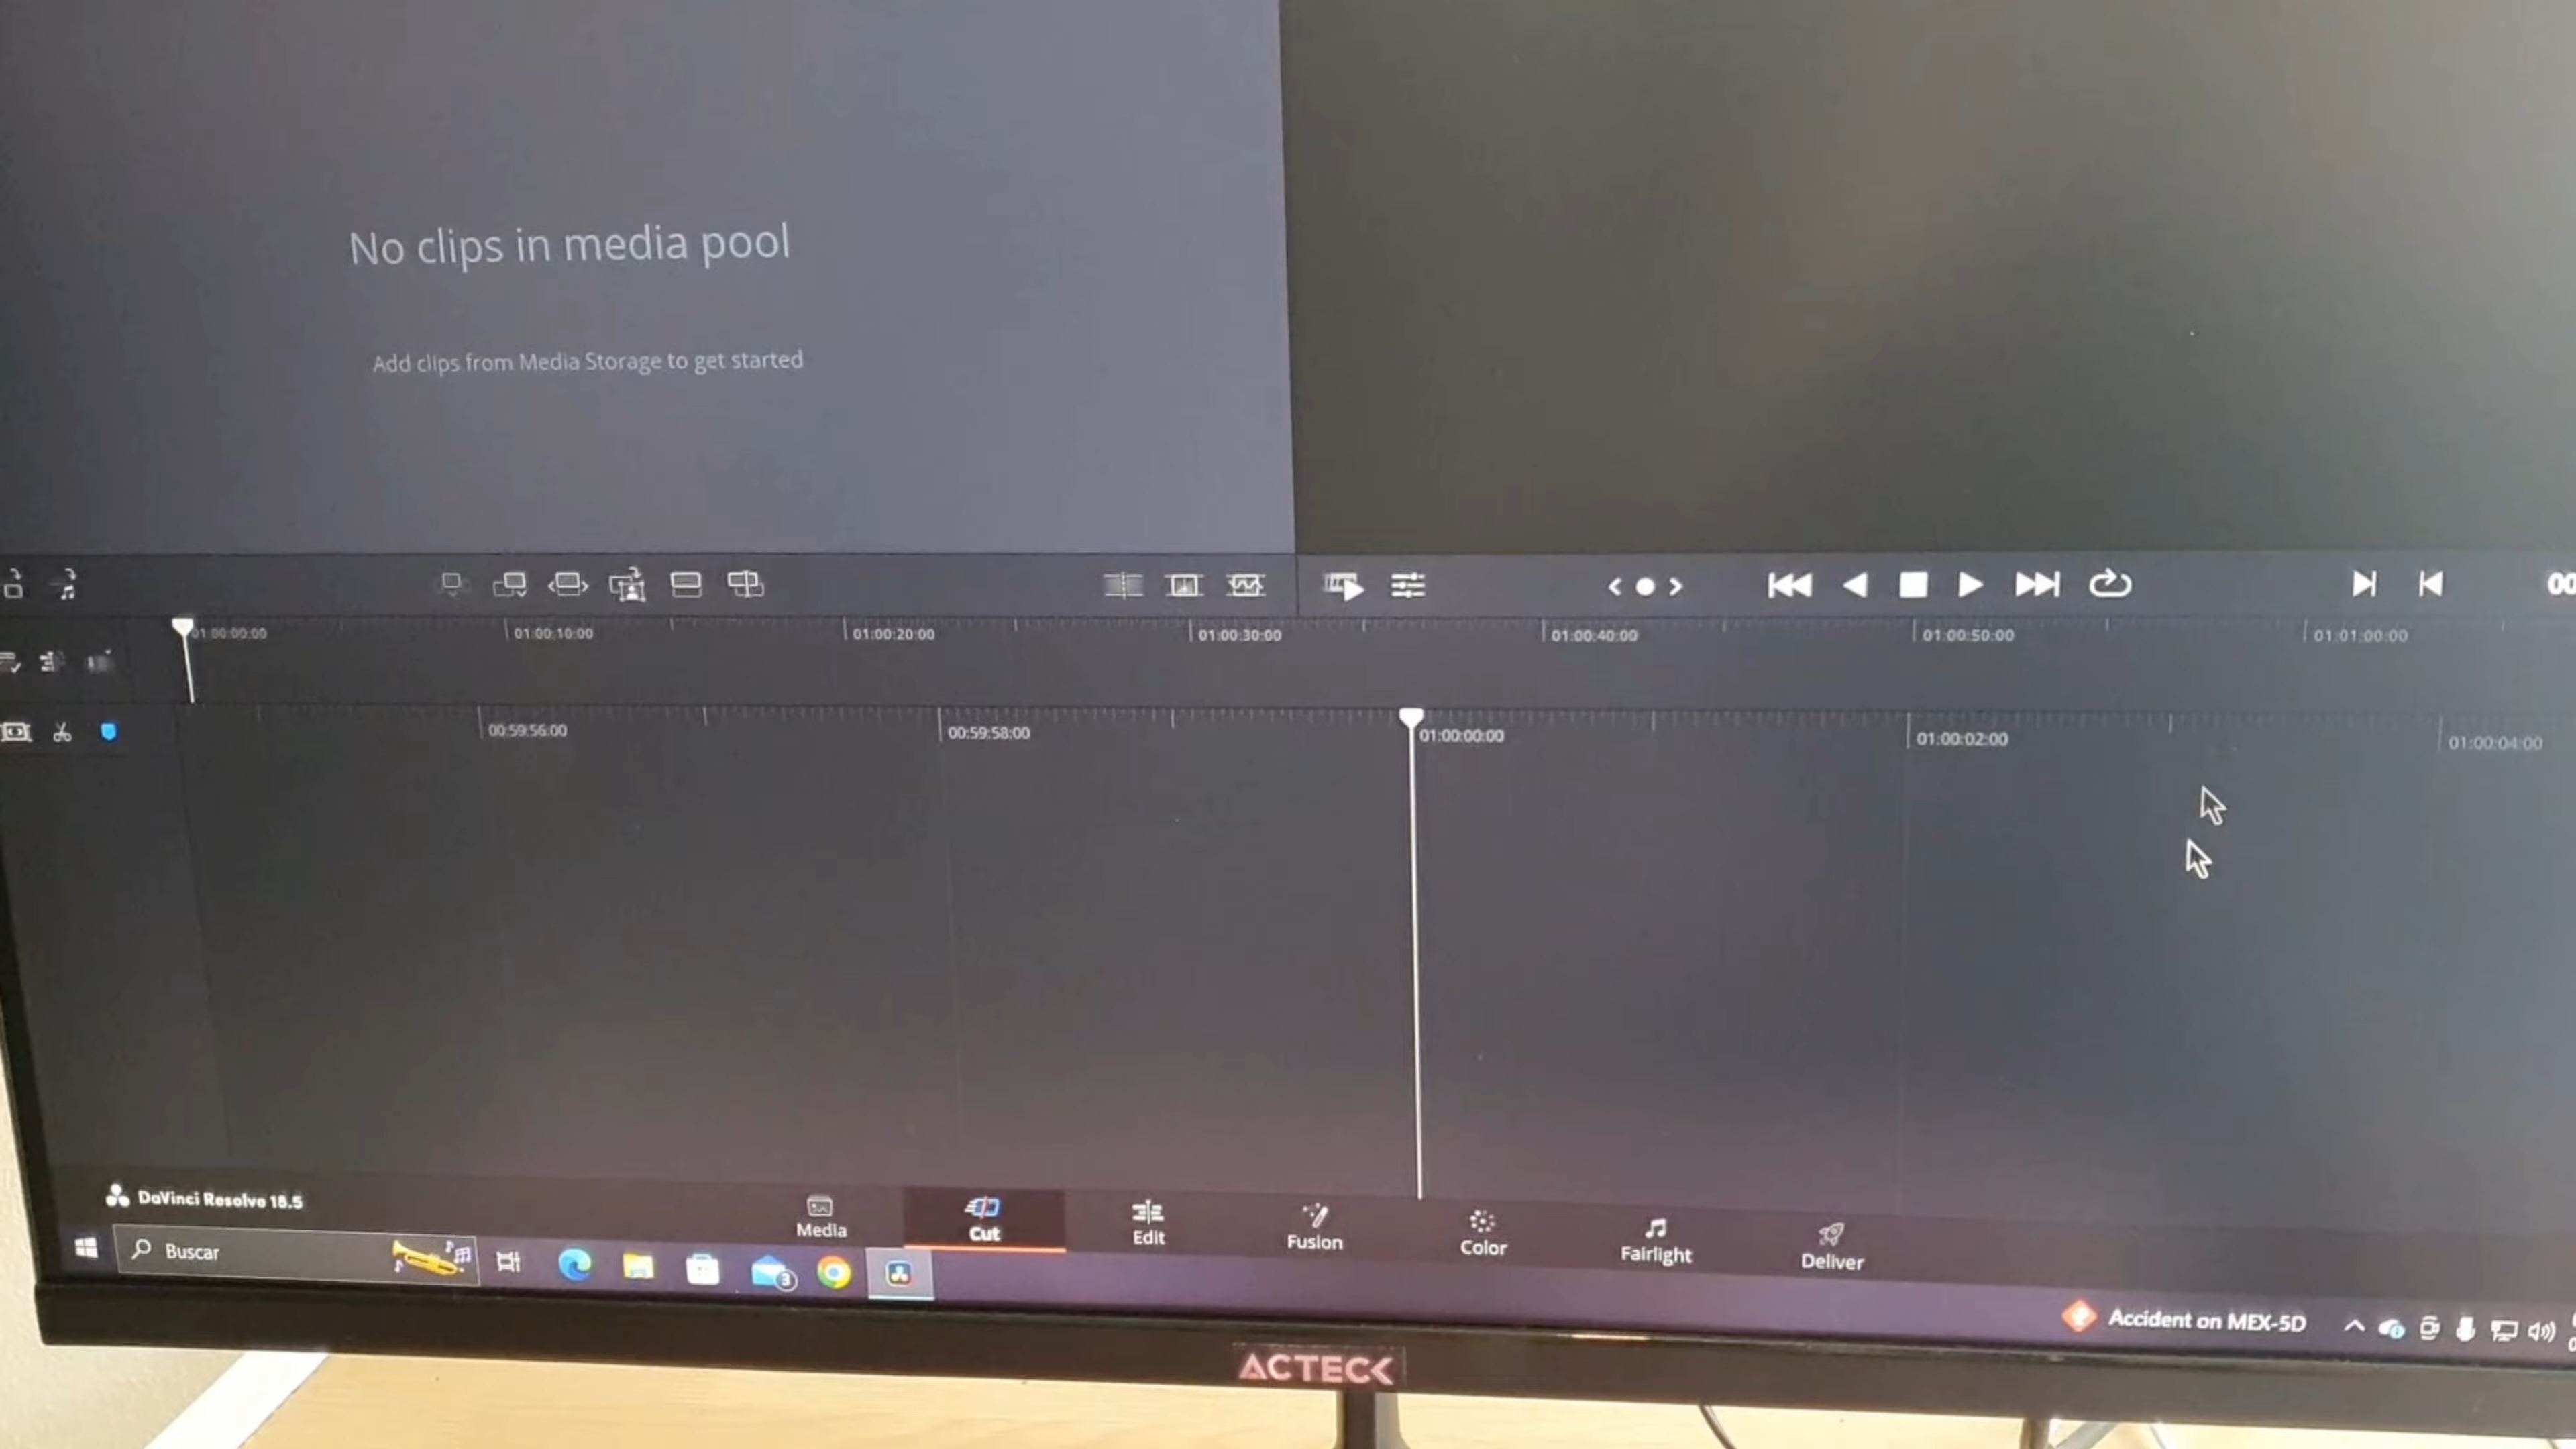 No clips in media pool
Add clips from Media Storage to get started
00
01:00:00:00
01:00:10:00
01:00:20:00
01:00:30:00
01:00:40:00
01:00:50:00
01:01:00:00
00:59:56:00
00:59:58:00
01:00:00:00
01:00:02:00
01:00:04:00
DaVinci Resolve 18.5
Media
Cut
Edit
Fusion
Color
Fairlight
Deliver
Buscar
3
Accident on MEX-5D
ACTECK